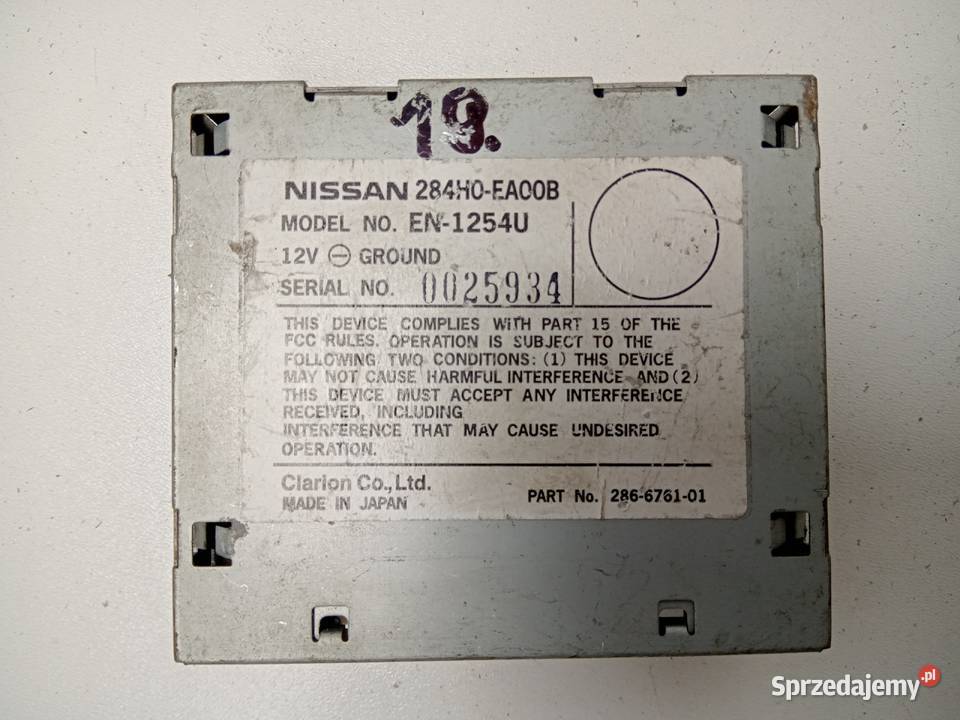 19.
NISSAN 284H0-EA00B
MODEL NO. EN-1254U
12V ⊖ GROUND
SERIAL NO. 0025934
THIS DEVICE COMPLIES WITH PART 15 OF THE
FCC RULES. OPERATION IS SUBJECT TO THE
FOLLOWING TWO CONDITIONS: (1) THIS DEVICE
MAY NOT CAUSE HARMFUL INTERFERENCE AND (2)
THIS DEVICE MUST ACCEPT ANY INTERFERENCE
RECEIVED, INCLUDING
INTERFERENCE THAT MAY CAUSE UNDESIRED
OPERATION.
Clarion Co., Ltd.
MADE IN JAPAN
PART No. 286-6761-01
Sprzedajemy.pl